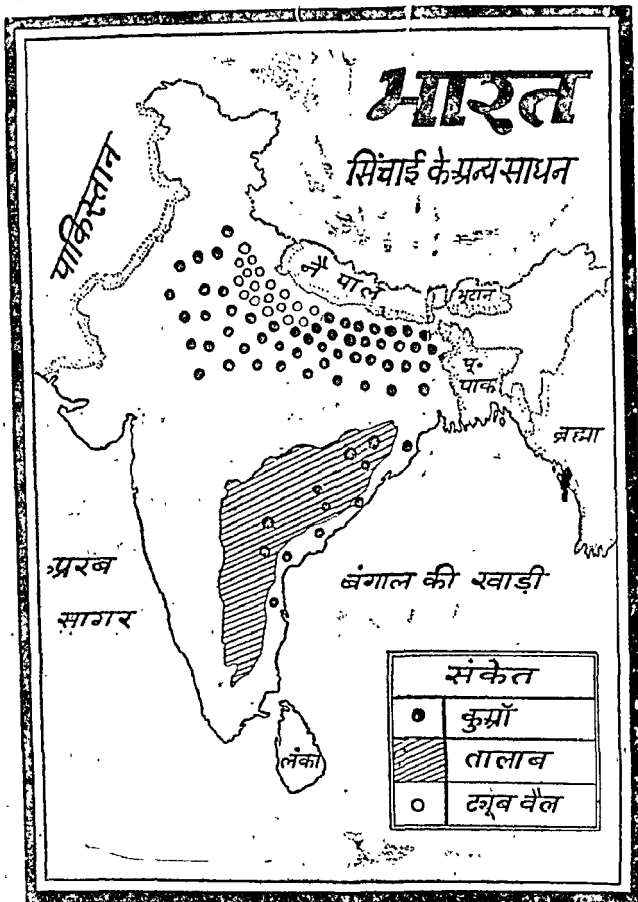 भारत
सिंचाई के अन्य साधन
पाकिस्तान
नैपाल
भूटान
पू.
पाक
ब्रह्मा
अरब
सागर
बंगाल की खाड़ी
लंका
संकेत
कुआँ
तालाब
ट्यूब वैल